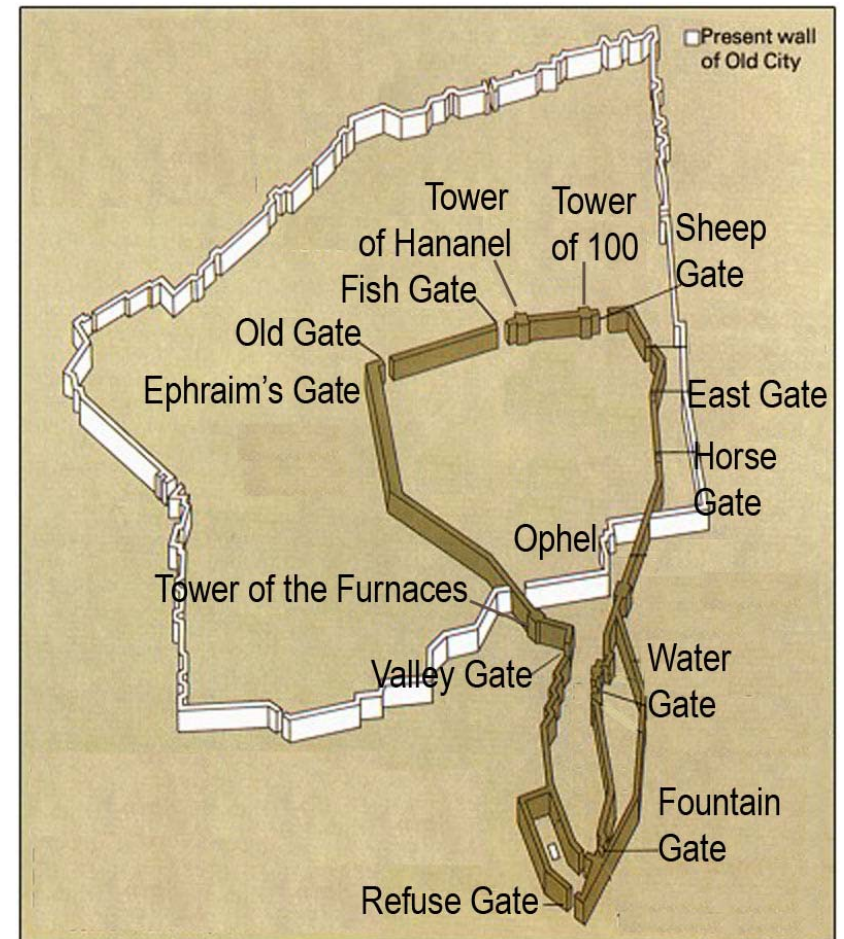 Present wall
of Old City
Tower
of Hananel
Tower
of 100
Sheep
Gate
Fish Gate
Old Gate
Ephraim's Gate
East Gate
Horse
Gate
Ophel
Tower of the Furnaces
Valley Gate
Water
Gate
Fountain
Gate
Refuse Gate